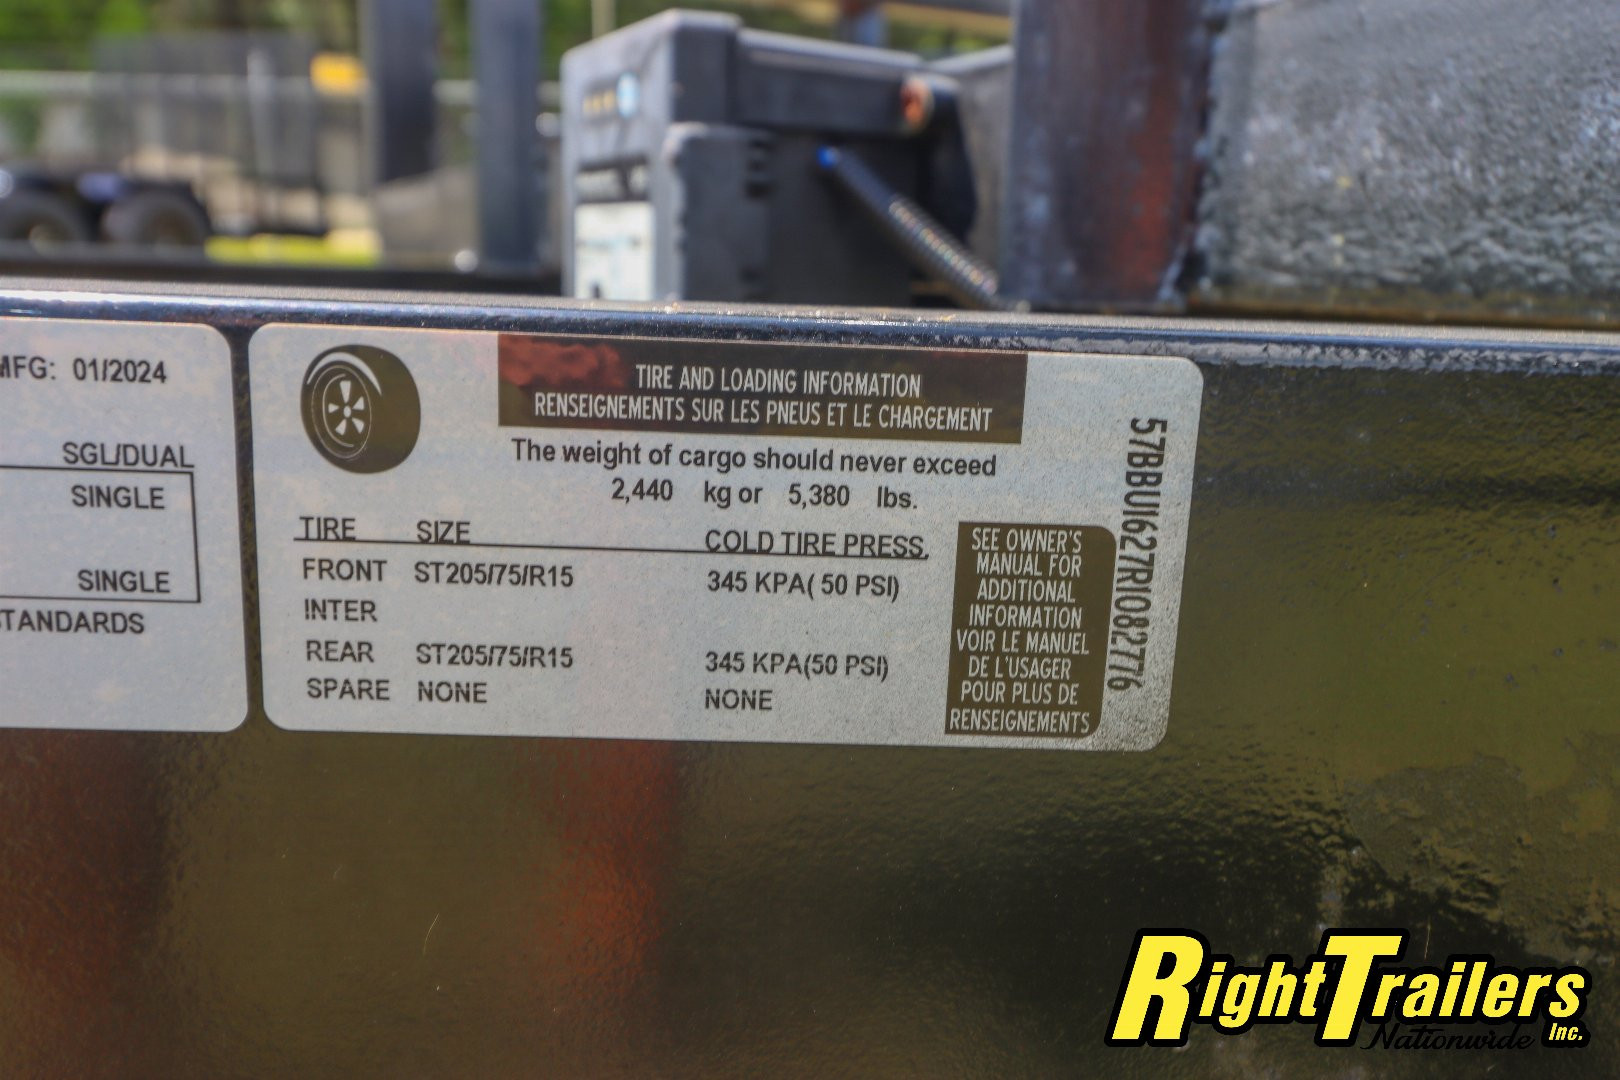 MFG: 01/2024
SGL/DUAL
SINGLE
SINGLE
STANDARDS
TIRE AND LOADING INFORMATION
RENSEIGNEMENTS SUR LES PNEUS ET LE CHARGEMENT
The weight of cargo should never exceed
2,440 kg or 5,380 lbs.
TIRE SIZE COLD TIRE PRESS.
FRONT ST205/75/R15 345 KPA( 50 PSI)
INTER
REAR ST205/75/R15 345 KPA(50 PSI)
SPARE NONE NONE
SEE OWNER'S
MANUAL FOR
ADDITIONAL
INFORMATION
VOIR LE MANUEL
DE L'USAGER
POUR PLUS DE
RENSEIGNEMENTS
57BBU1627R1082776
RightTrailers Inc.
Nationwide